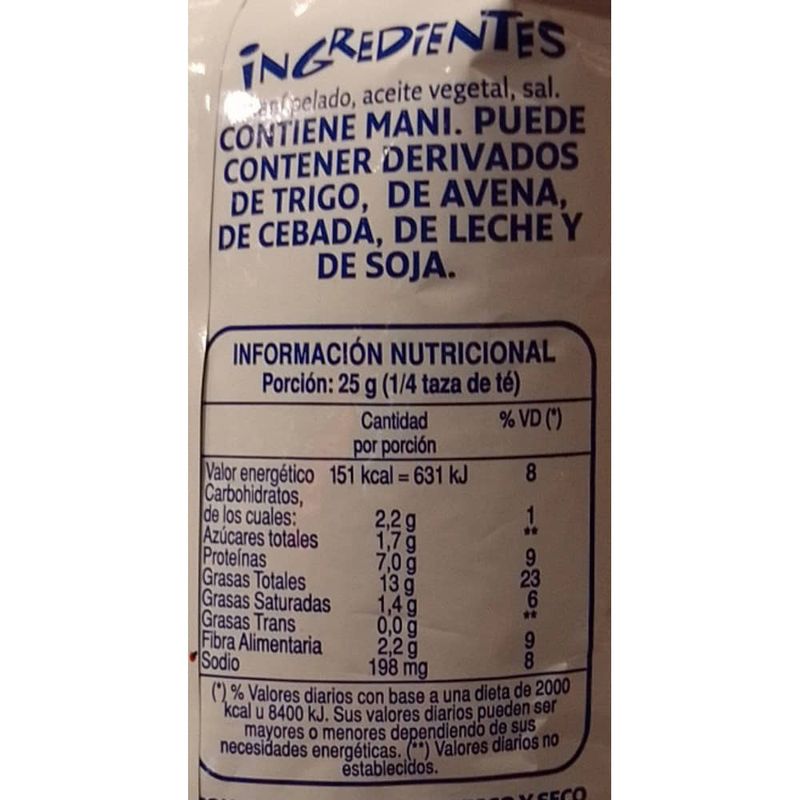 INGREDIENTES
pelado, aceite vegetal, sal.
CONTIENE MANI. PUEDE
CONTENER DERIVADOS
DE TRIGO, DE AVENA,
DE CEBADA, DE LECHE Y
DE SOJA.
INFORMACIÓN NUTRICIONAL
Porción: 25 g (1/4 taza de té)
Cantidad % VD (*)
por porción
Valor energético 151 kcal = 631 kJ 8
Carbohidratos,
de los cuales: 2,2 g 1
Azúcares totales 1,7 g **
Proteínas 7,0 g 9
Grasas Totales 13 g 23
Grasas Saturadas 1,4 g 6
Grasas Trans 0,0 g **
Fibra Alimentaria 2,2 g 9
Sodio 198 mg 8
(*) % Valores diarios con base a una dieta de 2000
kcal u 8400 kJ. Sus valores diarios pueden ser
mayores o menores dependiendo de sus
necesidades energéticas. (**) Valores diarios no
establecidos.
Y SECO